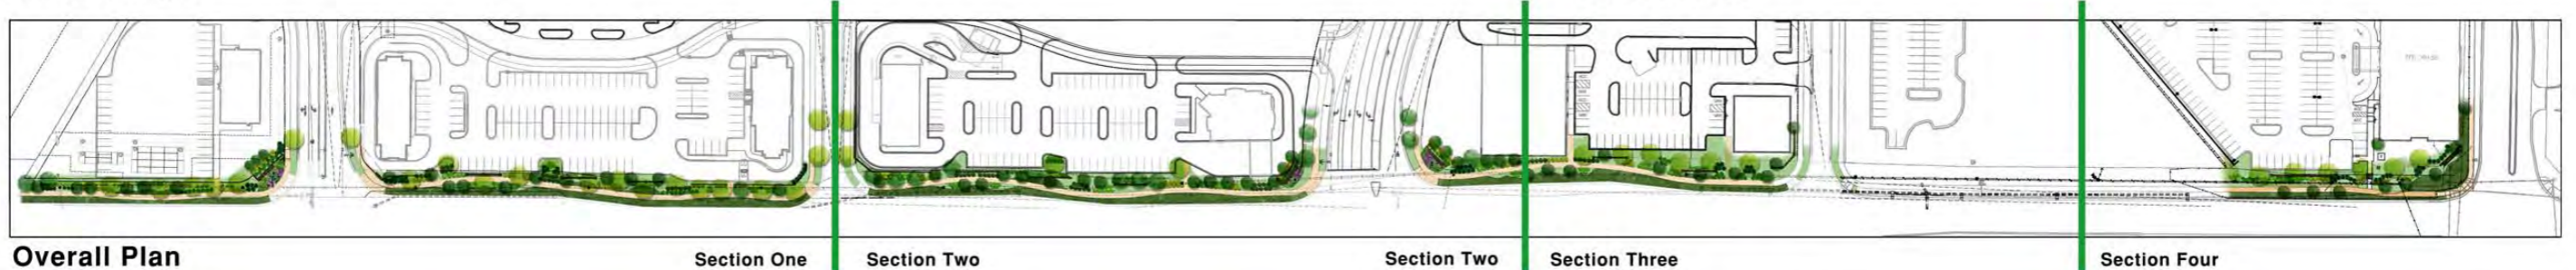 Overall Plan
Section One
Section Two
Section Two
Section Three
Section Four